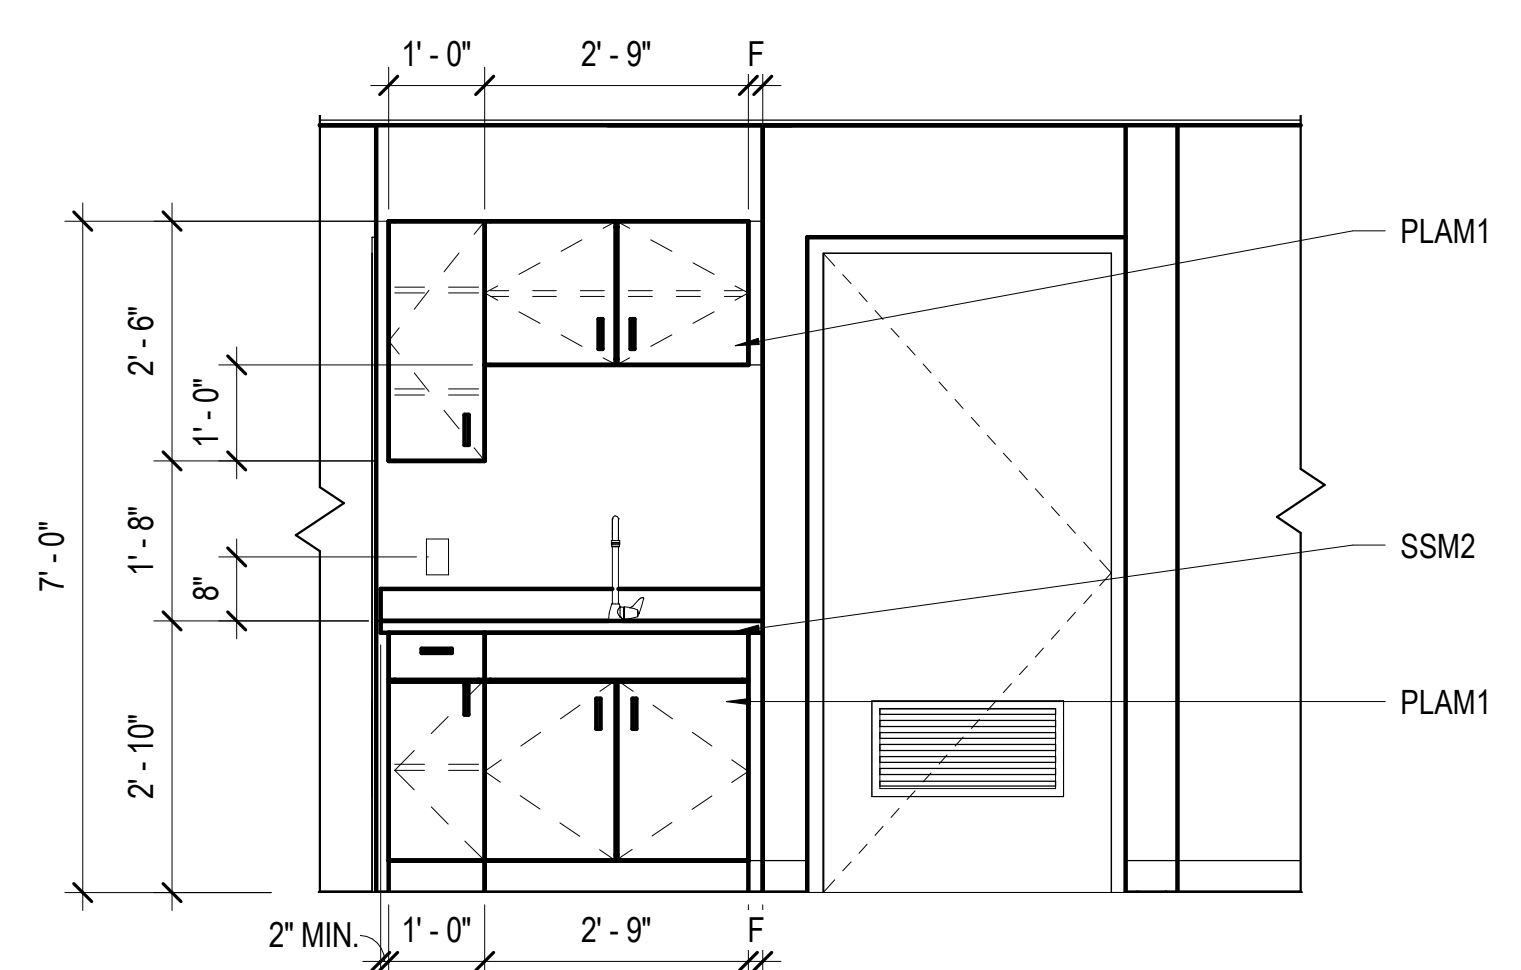 1' - 0" 2' - 9" F
PLAM1
2' - 6"
1' - 0"
7' - 0"
1' - 8"
8"
SSM2
PLAM1
2' - 10"
2" MIN. 1' - 0" 2' - 9" F